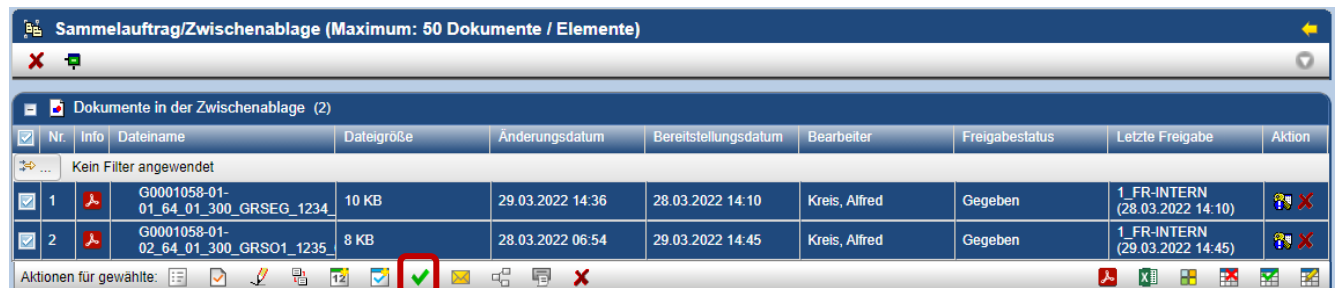 Sammelauftrag/Zwischenablage (Maximum: 50 Dokumente / Elemente)
Dokumente in der Zwischenablage (2)
Nr. Info Dateiname Dateigröße Änderungsdatum Bereitstellungsdatum Bearbeiter Freigabestatus Letzte Freigabe Aktion
... Kein Filter angewendet
1 G0001058-01-01_64_01_300_GRSEG_1234_ 10 KB 29.03.2022 14:36 28.03.2022 14:10 Kreis, Alfred Gegeben 1_FR-INTERN (28.03.2022 14:10)
2 G0001058-01-02_64_01_300_GRSO1_1235_ 8 KB 28.03.2022 06:54 29.03.2022 14:45 Kreis, Alfred Gegeben 1_FR-INTERN (29.03.2022 14:45)
Aktionen für gewählte: 12